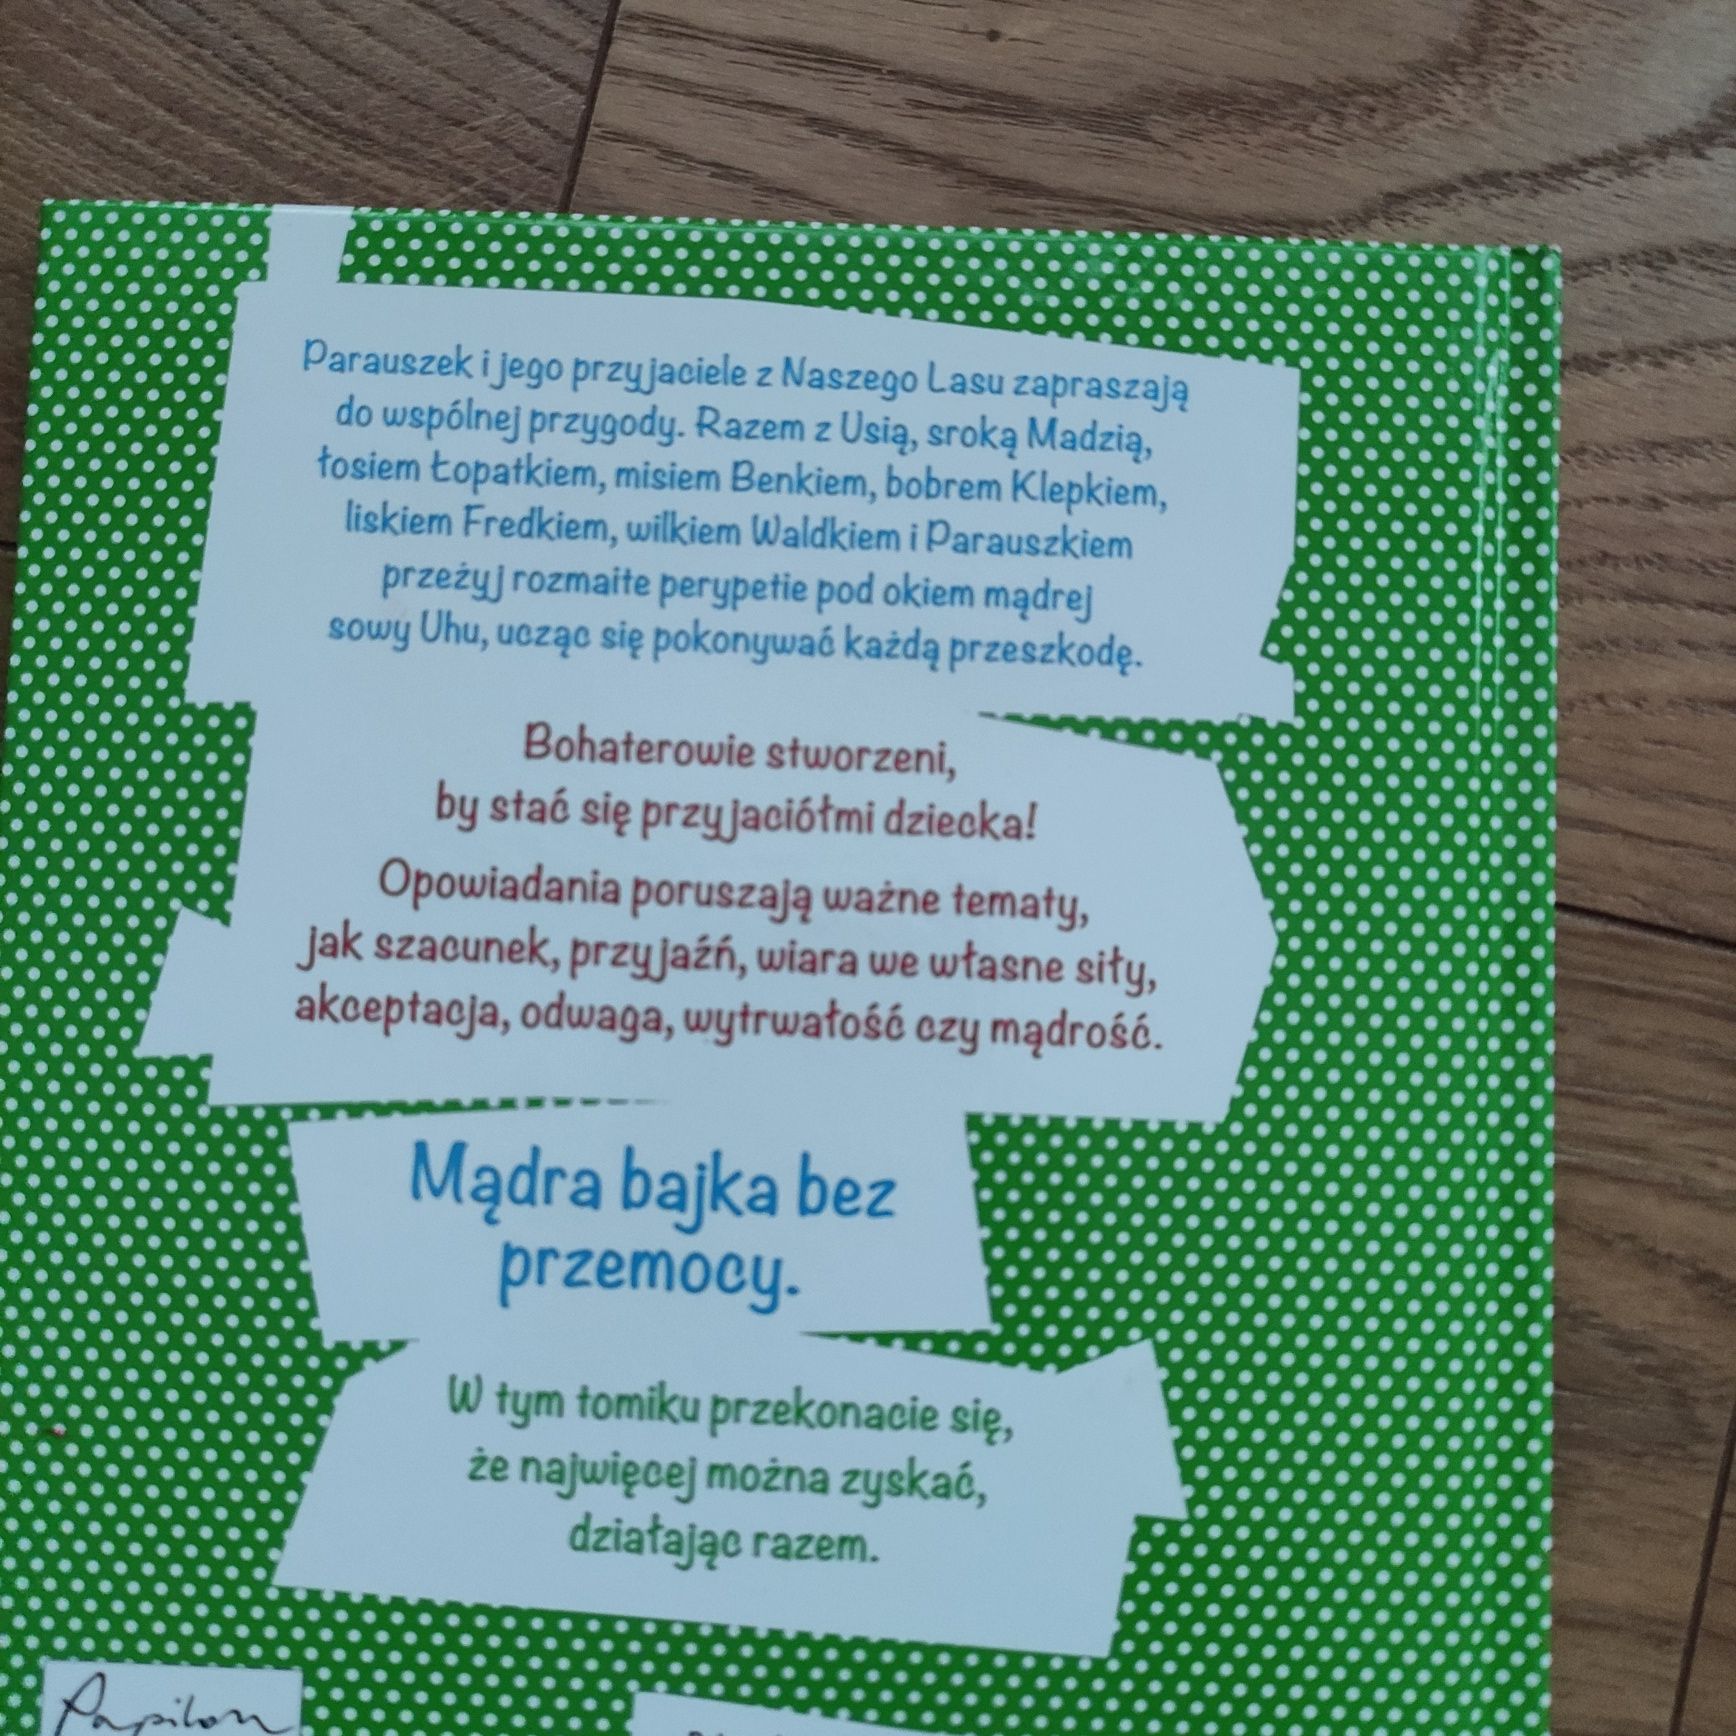 Parauszek i jego przyjaciele z Naszego Lasu zapraszają
do wspólnej przygody. Razem z Usią, sroką Madzią,
łosiem Łopatkiem, misiem Benkiem, bobrem Klepkiem,
liskiem Fredkiem, wilkiem Waldkiem i Parauszkiem
przeżyj rozmaite perypetie pod okiem mądrej
sowy Uhu, ucząc się pokonywać każdą przeszkodę.
Bohaterowie stworzeni,
by stać się przyjaciółmi dziecka!
Opowiadania poruszają ważne tematy,
jak szacunek, przyjaźń, wiara we własne siły,
akceptacja, odwaga, wytrwałość czy mądrość.
Mądra bajka bez
przemocy.
W tym tomiku przekonacie się,
że najwięcej można zyskać,
działając razem.
Papilon